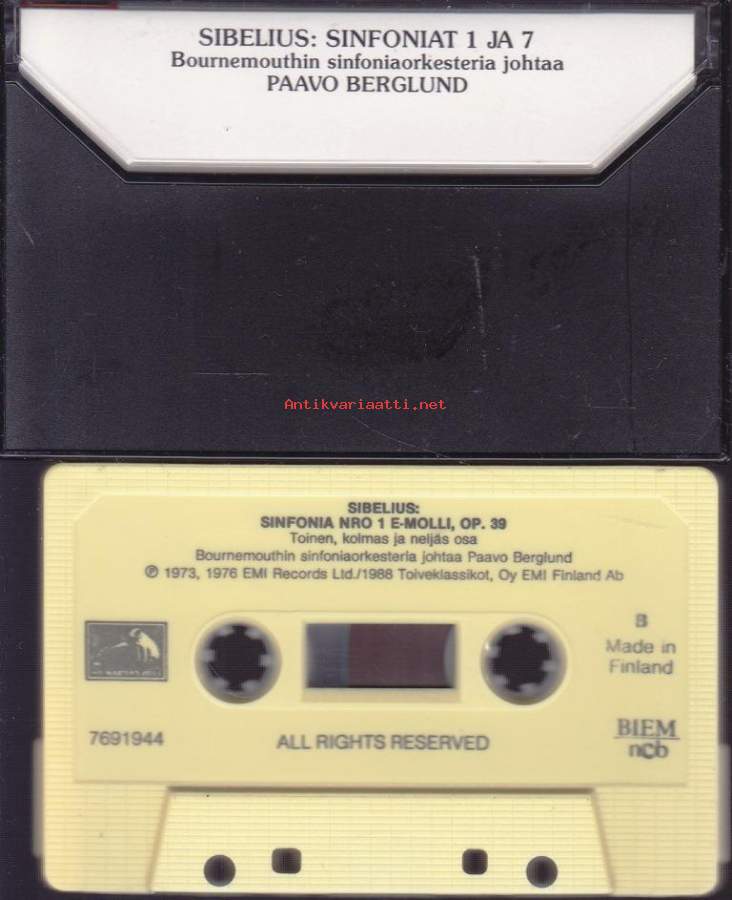 SIBELIUS: SINFONIAT 1 JA 7
Bournemouthin sinfoniaorkesteria johtaa
PAAVO BERGLUND
Antikvariaatti.net
SIBELIUS:
SINFONIA NRO 1 E-MOLLI, OP. 39
Toinen, kolmas ja neljäs osa
Bournemouthin sinfoniaorkesteria johtaa Paavo Berglund
℗ 1973, 1976 EMI Records Ltd./1988 Toiveklassikot, Oy EMI Finland Ab
B
Made in
Finland
7691944
ALL RIGHTS RESERVED
BIEM
ncb